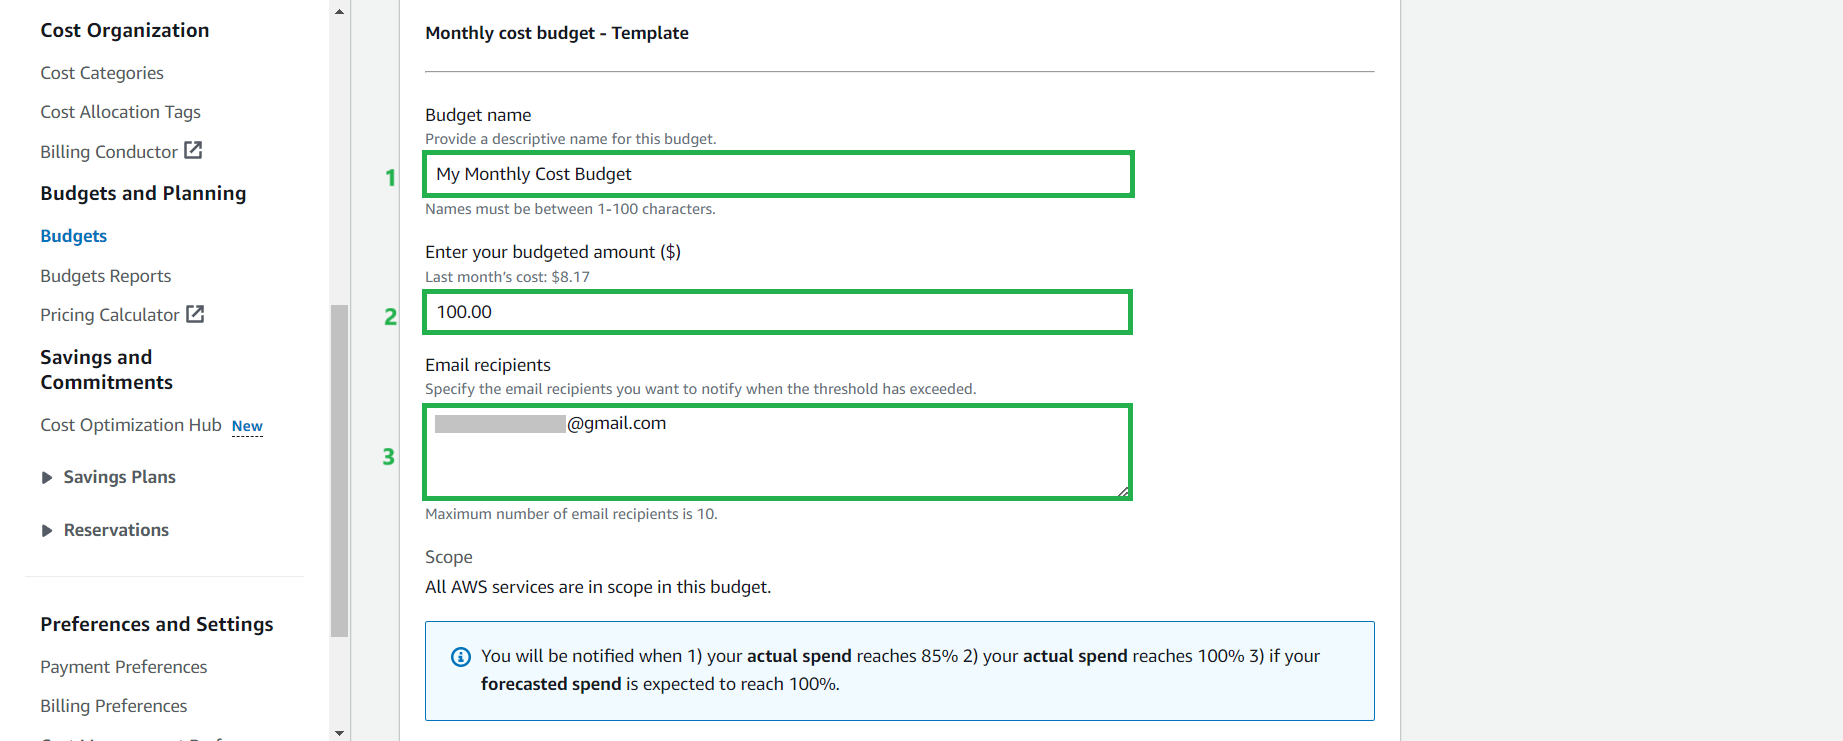 Cost Organization
Cost Categories
Cost Allocation Tags
Billing Conductor
Budgets and Planning
Budgets
Budgets Reports
Pricing Calculator
Savings and
Commitments
Cost Optimization Hub New
Savings Plans
Reservations
Preferences and Settings
Payment Preferences
Billing Preferences
Monthly cost budget - Template
Budget name
Provide a descriptive name for this budget.
1 My Monthly Cost Budget
Names must be between 1-100 characters.
Enter your budgeted amount ($)
Last month's cost: $8.17
2 100.00
Email recipients
Specify the email recipients you want to notify when the threshold has exceeded.
@gmail.com
3
Maximum number of email recipients is 10.
Scope
All AWS services are in scope in this budget.
You will be notified when 1) your actual spend reaches 85% 2) your actual spend reaches 100% 3) if your
forecasted spend is expected to reach 100%.